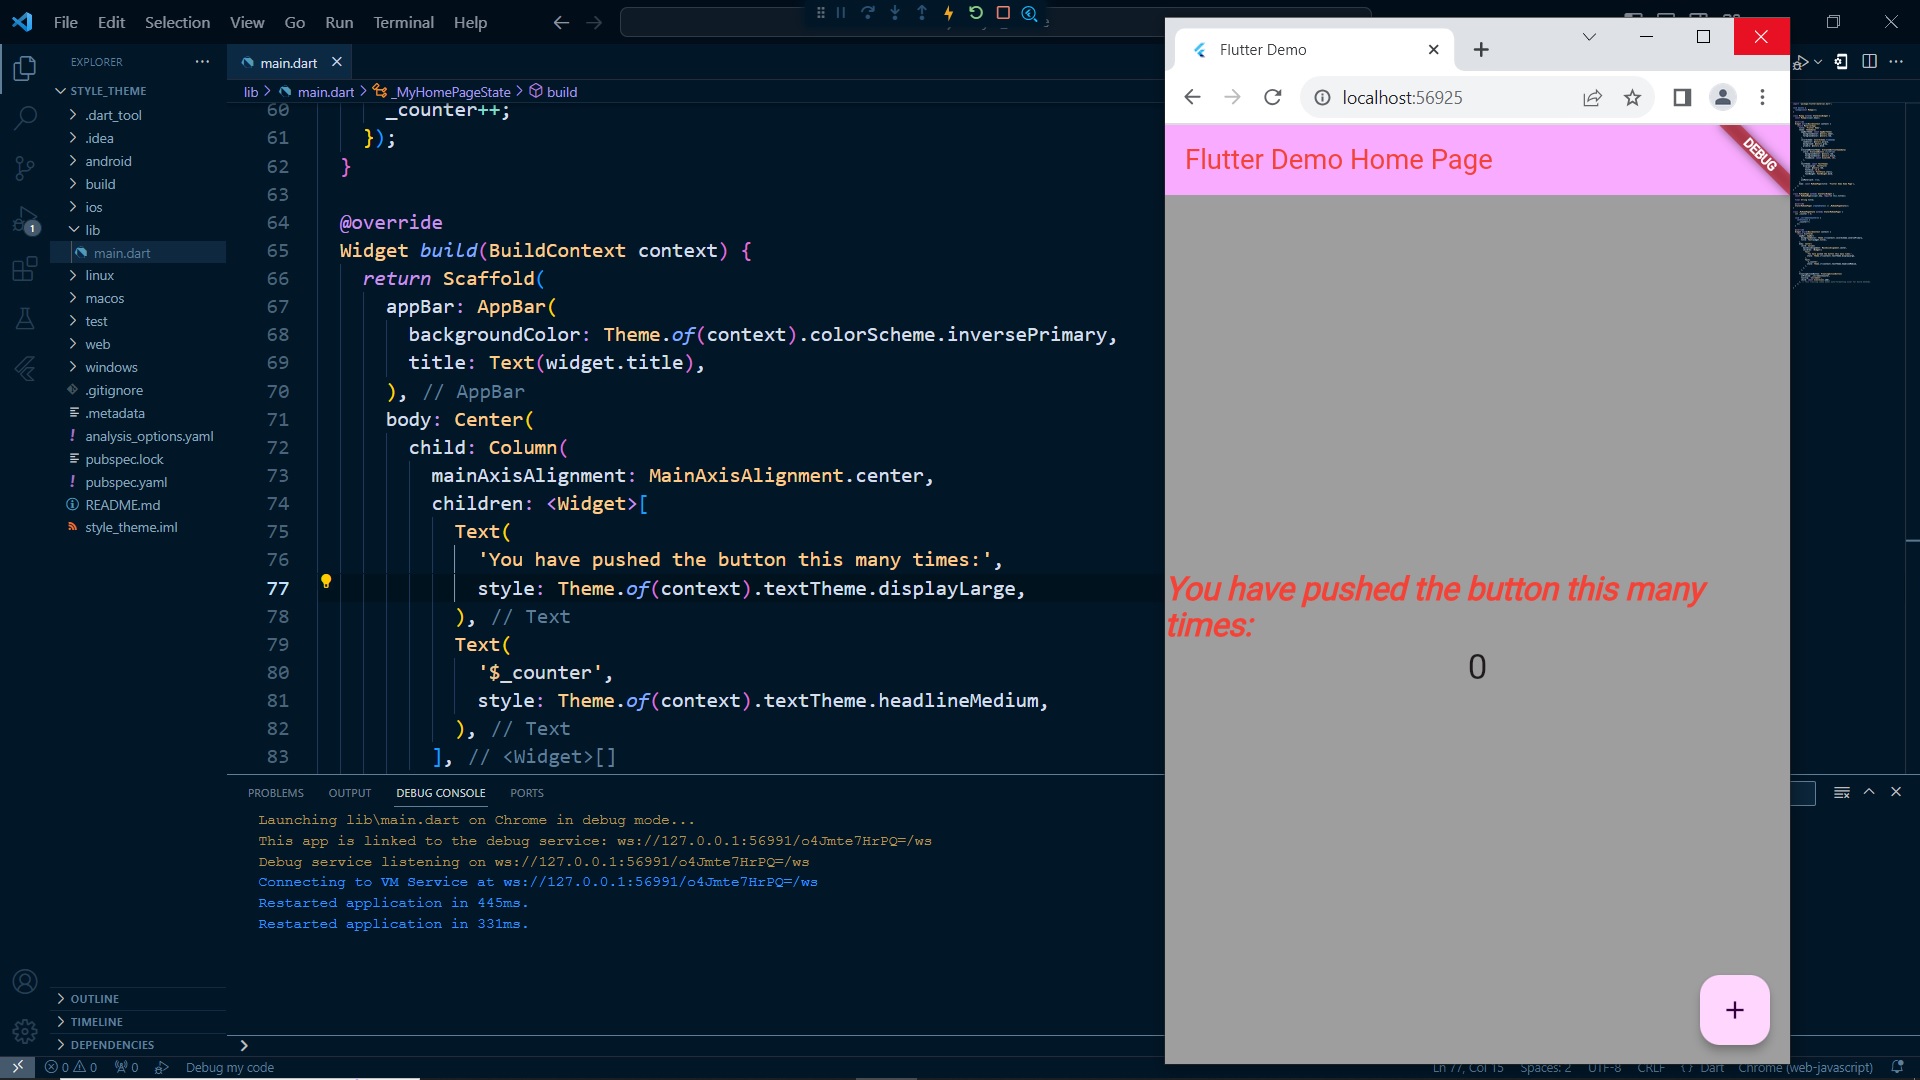 File Edit Selection View Go Run Terminal Help
EXPLORER
STYLE_THEME
.dart_tool
.idea
android
build
ios
lib
main.dart
linux
macos
test
web
windows
.gitignore
.metadata
! analysis_options.yaml
pubspec.lock
! pubspec.yaml
README.md
style_theme.iml
OUTLINE
TIMELINE
DEPENDENCIES
1
main.dart
lib > main.dart > _MyHomePageState > build
60 _counter++;
61 });
62 }
63
64 @override
65 Widget build(BuildContext context) {
66 return Scaffold(
67 appBar: AppBar(
68 backgroundColor: Theme.of(context).colorScheme.inversePrimary,
69 title: Text(widget.title),
70 ), // AppBar
71 body: Center(
72 child: Column(
73 mainAxisAlignment: MainAxisAlignment.center,
74 children: <Widget>[
75 Text(
76 'You have pushed the button this many times:',
77 style: Theme.of(context).textTheme.displayLarge,
78 ), // Text
79 Text(
80 '$_counter',
81 style: Theme.of(context).textTheme.headlineMedium,
82 ), // Text
83 ], // <Widget>[]
PROBLEMS OUTPUT DEBUG CONSOLE PORTS
Launching lib\main.dart on Chrome in debug mode...
This app is linked to the debug service: ws://127.0.0.1:56991/o4Jmte7HrPQ=/ws
Debug service listening on ws://127.0.0.1:56991/o4Jmte7HrPQ=/ws
Connecting to VM Service at ws://127.0.0.1:56991/o4Jmte7HrPQ=/ws
Restarted application in 445ms.
Restarted application in 331ms.
Flutter Demo
localhost:56925
Flutter Demo Home Page
DEBUG
You have pushed the button this many
times:
0
+
0 0 0 Debug my code
Ln 77, Col 15 Spaces: 2 UTF-8 CRLF {} Dart Chrome (web-javascript)